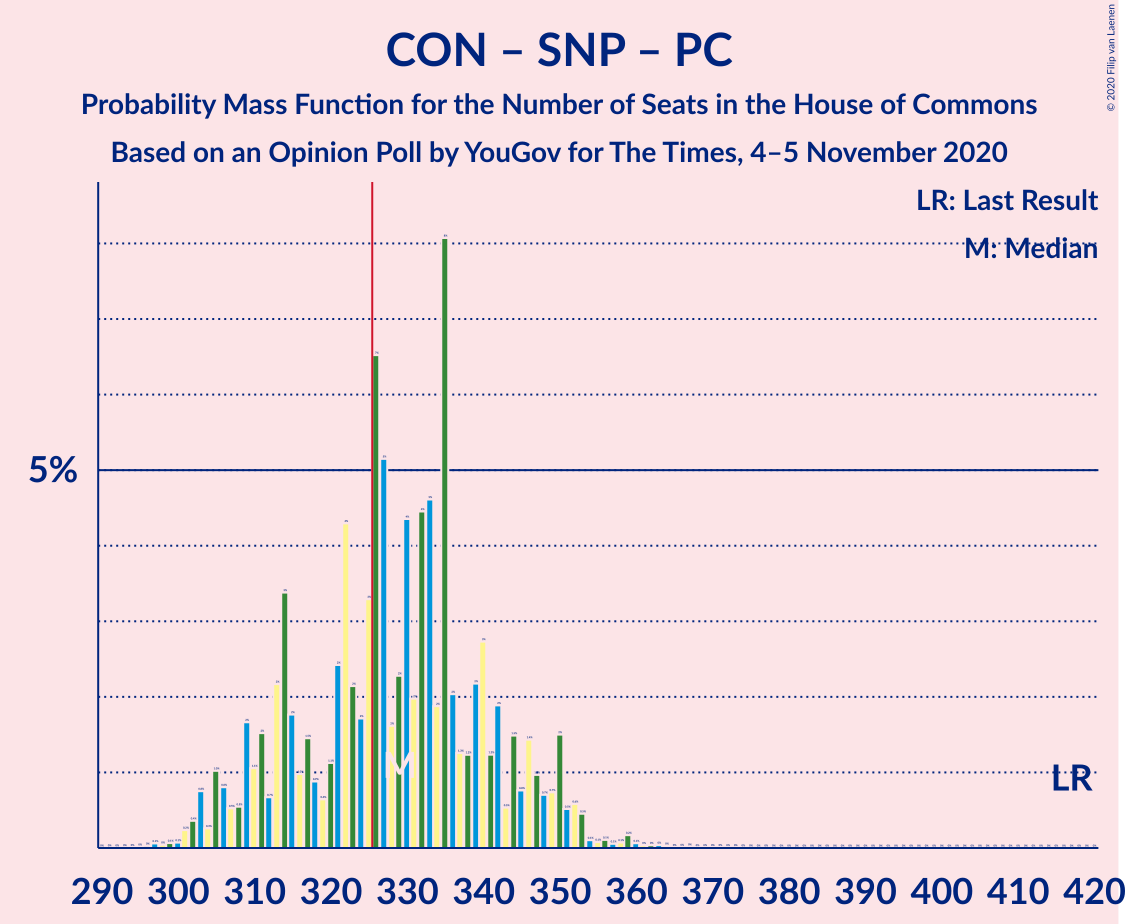 CON – SNP – PC
Probability Mass Function for the Number of Seats in the House of Commons
Based on an Opinion Poll by YouGov for The Times, 4–5 November 2020
© 2020 Filip van Laenen
LR: Last Result
M: Median
5%
M
LR
290 300 310 320 330 340 350 360 370 380 390 400 410 420